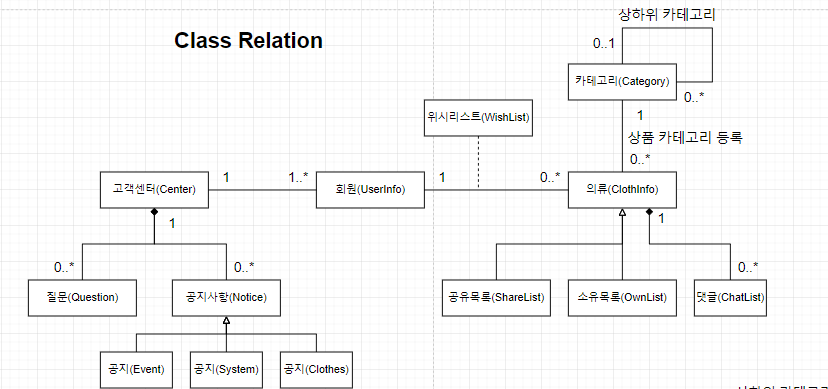 상하위 카테고리
Class Relation
0..1
카테고리(Category)
0..*
1
위시리스트(WishList)
상품 카테고리 등록
0..*
고객센터(Center)
1
1..*
회원(UserInfo)
1
0..*
의류(ClothInfo)
1
1
0..*
0..*
0..*
질문(Question)
공지사항(Notice)
공유목록(ShareList)
소유목록(OwnList)
댓글(ChatList)
공지(Event)
공지(System)
공지(Clothes)